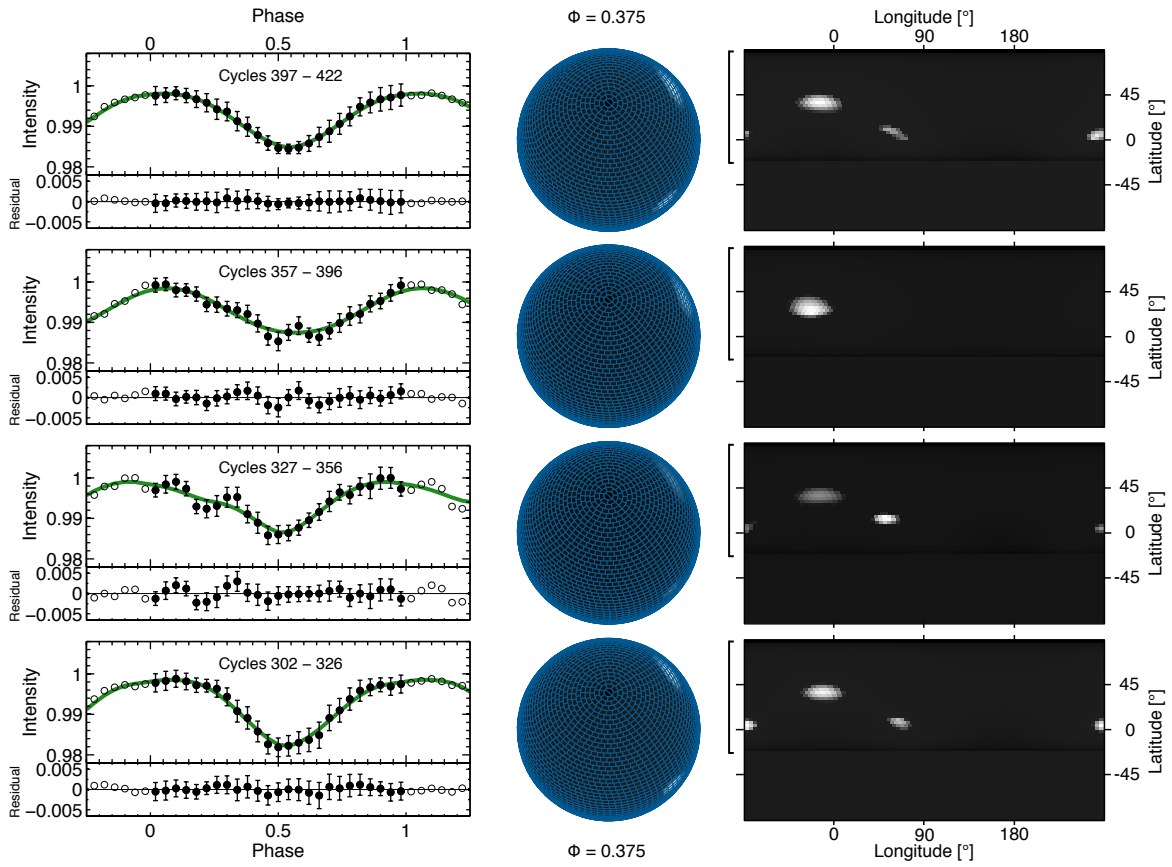 Phase
Φ = 0.375
Longitude [°]
0 0.5 1
0 90 180
Cycles 397 – 422
Intensity
1
0.99
0.98
Residual
0.005
0
−0.005
45
0
-45
Latitude [°]
Cycles 357 – 396
Intensity
1
0.99
0.98
Residual
0.005
0
−0.005
45
0
-45
Latitude [°]
Cycles 327 – 356
Intensity
1
0.99
0.98
Residual
0.005
0
−0.005
45
0
-45
Latitude [°]
Cycles 302 – 326
Intensity
1
0.99
0.98
Residual
0.005
0
−0.005
45
0
-45
Latitude [°]
0 0.5 1
0 90 180
Phase
Φ = 0.375
Longitude [°]